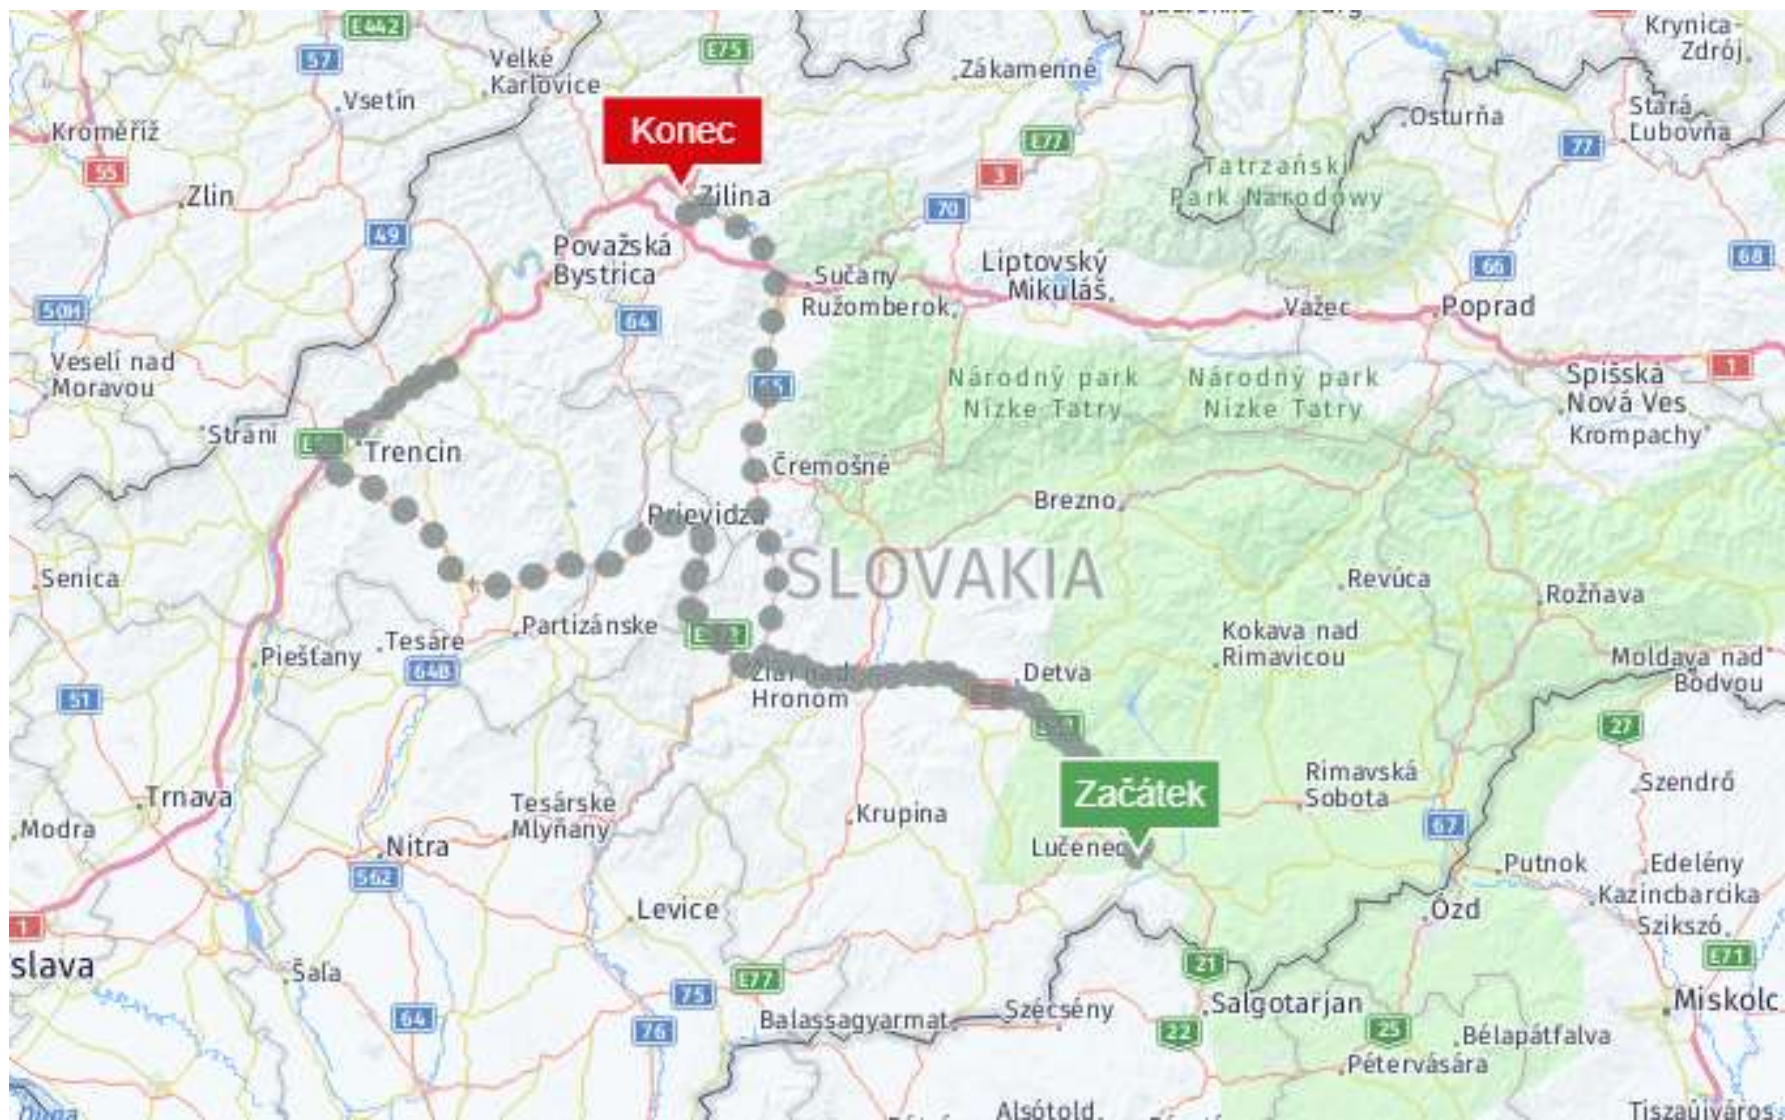 E442
57
Velké
Karlovice
E75
Zákamenné
Krynica-
Zdrój
Vsetín
Konec
Kroměříž
55
E77
Osturňa
Stará
Ľubovňa
77
3
Tatrzański
Park Narodowy
Zlin
Zilina
70
49
Považská
Bystrica
Sučany
Liptovský
Mikuláš
66
68
50H
64
Ružomberok
Važec
Poprad
Veselí nad
Moravou
1
Národný park
Nízke Tatry
Národný park
Nízke Tatry
Spišská
Nová Ves
Krompachy
Strání
Trencin
Čremošné
Brezno
Prievidza
SLOVAKIA
Senica
Revúca
Rožňava
Partizánske
Tesáre
Piešťany
64B
Kokava nad
Rimavicou
Moldava nad
Bodvou
51
Hronom
Detva
27
Začátek
Rimavská
Sobota
Szendrő
Trnava
Tesárske
Mlyňany
Krupina
Modra
Nitra
Lučenec
67
Putnok
Edelény
562
Kazincbarcika
Levice
Ózd
Szikszó
1
slava
Šaľa
E77
21
E71
75
Szécsény
Salgotarjan
Miskolc
64
76
Balassagyarmat
22
25
Bélapátfalva
Pétervására
Alsótold
Tiszaújváros